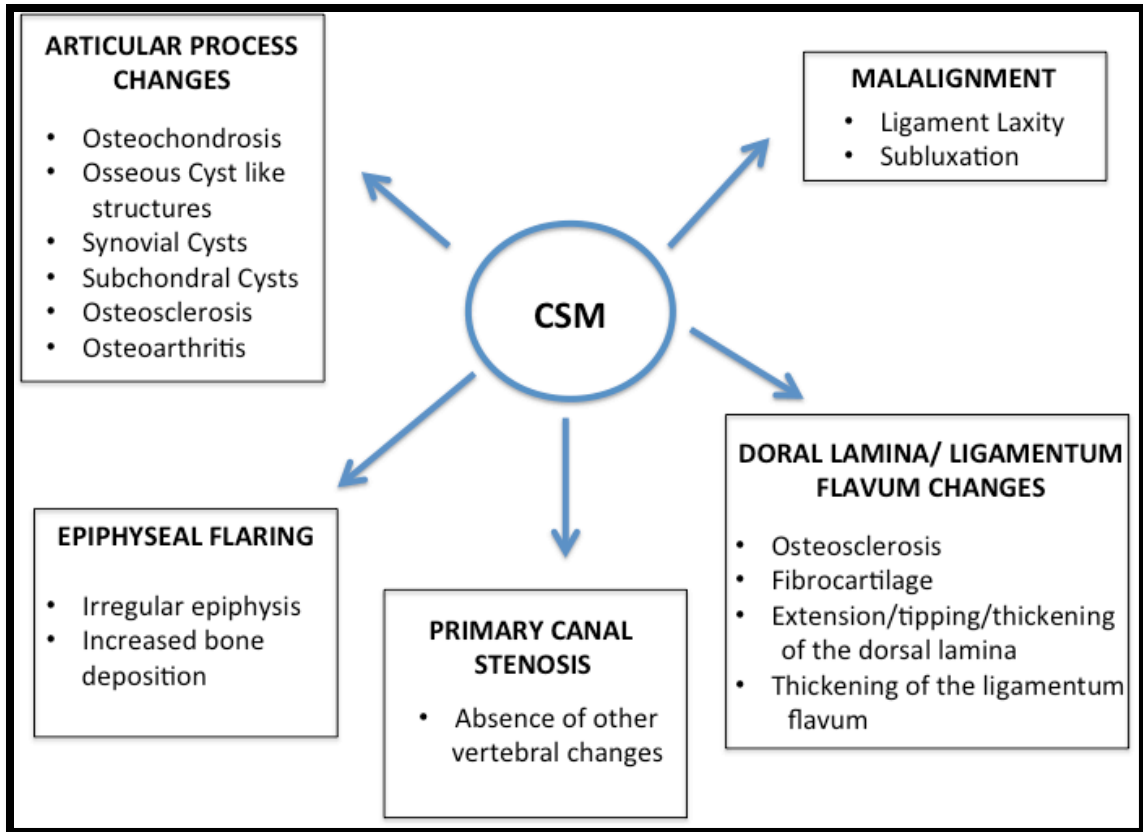 ARTICULAR PROCESS
CHANGES
• Osteochondrosis
• Osseous Cyst like
structures
• Synovial Cysts
• Subchondral Cysts
• Osteosclerosis
• Osteoarthritis
MALALIGNMENT
• Ligament Laxity
• Subluxation
CSM
EPIPHYSEAL FLARING
• Irregular epiphysis
• Increased bone
deposition
PRIMARY CANAL
STENOSIS
• Absence of other
vertebral changes
DORAL LAMINA/ LIGAMENTUM
FLAVUM CHANGES
• Osteosclerosis
• Fibrocartilage
• Extension/tipping/thickening
of the dorsal lamina
• Thickening of the ligamentum
flavum